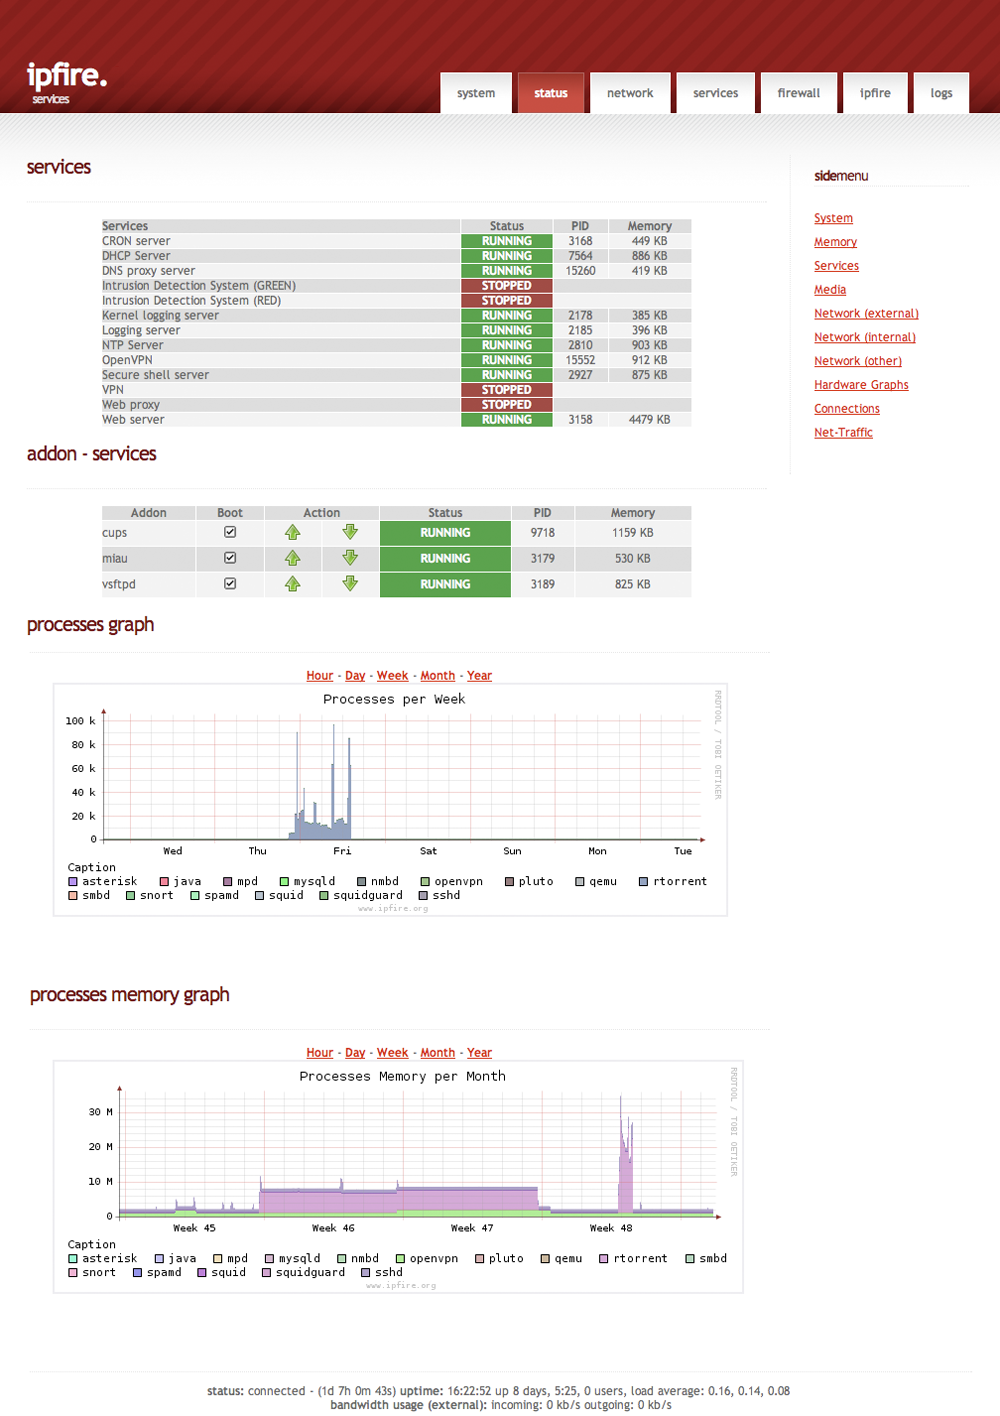 ipfire.
services
system status network services firewall ipfire logs
services
Services Status PID Memory
CRON server RUNNING 3168 449 KB
DHCP Server RUNNING 7564 886 KB
DNS proxy server RUNNING 15260 419 KB
Intrusion Detection System (GREEN) STOPPED
Intrusion Detection System (RED) STOPPED
Kernel logging server RUNNING 2178 385 KB
Logging server RUNNING 2185 396 KB
NTP Server RUNNING 2810 903 KB
OpenVPN RUNNING 15552 912 KB
Secure shell server RUNNING 2927 875 KB
VPN STOPPED
Web proxy STOPPED
Web server RUNNING 3158 4479 KB
addon - services
Addon Boot Action Status PID Memory
cups RUNNING 9718 1159 KB
miau RUNNING 3179 530 KB
vsftpd RUNNING 3189 825 KB
processes graph
Hour - Day - Week - Month - Year
Processes per Week
RRDTOOL / TOBI OETIKER
100 k
80 k
60 k
40 k
20 k
0
Wed Thu Fri Sat Sun Mon Tue
Caption
asterisk java mpd mysqld nmbd openvpn pluto qemu rtorrent
smbd snort spamd squid squidguard sshd
www.ipfire.org
processes memory graph
Hour - Day - Week - Month - Year
Processes Memory per Month
RRDTOOL / TOBI OETIKER
30 M
20 M
10 M
0
Week 45 Week 46 Week 47 Week 48
Caption
asterisk java mpd mysqld nmbd openvpn pluto qemu rtorrent smbd
snort spamd squid squidguard sshd
www.ipfire.org
sidemenu
System
Memory
Services
Media
Network (external)
Network (internal)
Network (other)
Hardware Graphs
Connections
Net-Traffic
status: connected - (1d 7h 0m 43s) uptime: 16:22:52 up 8 days, 5:25, 0 users, load average: 0.16, 0.14, 0.08
bandwidth usage (external): incoming: 0 kb/s outgoing: 0 kb/s